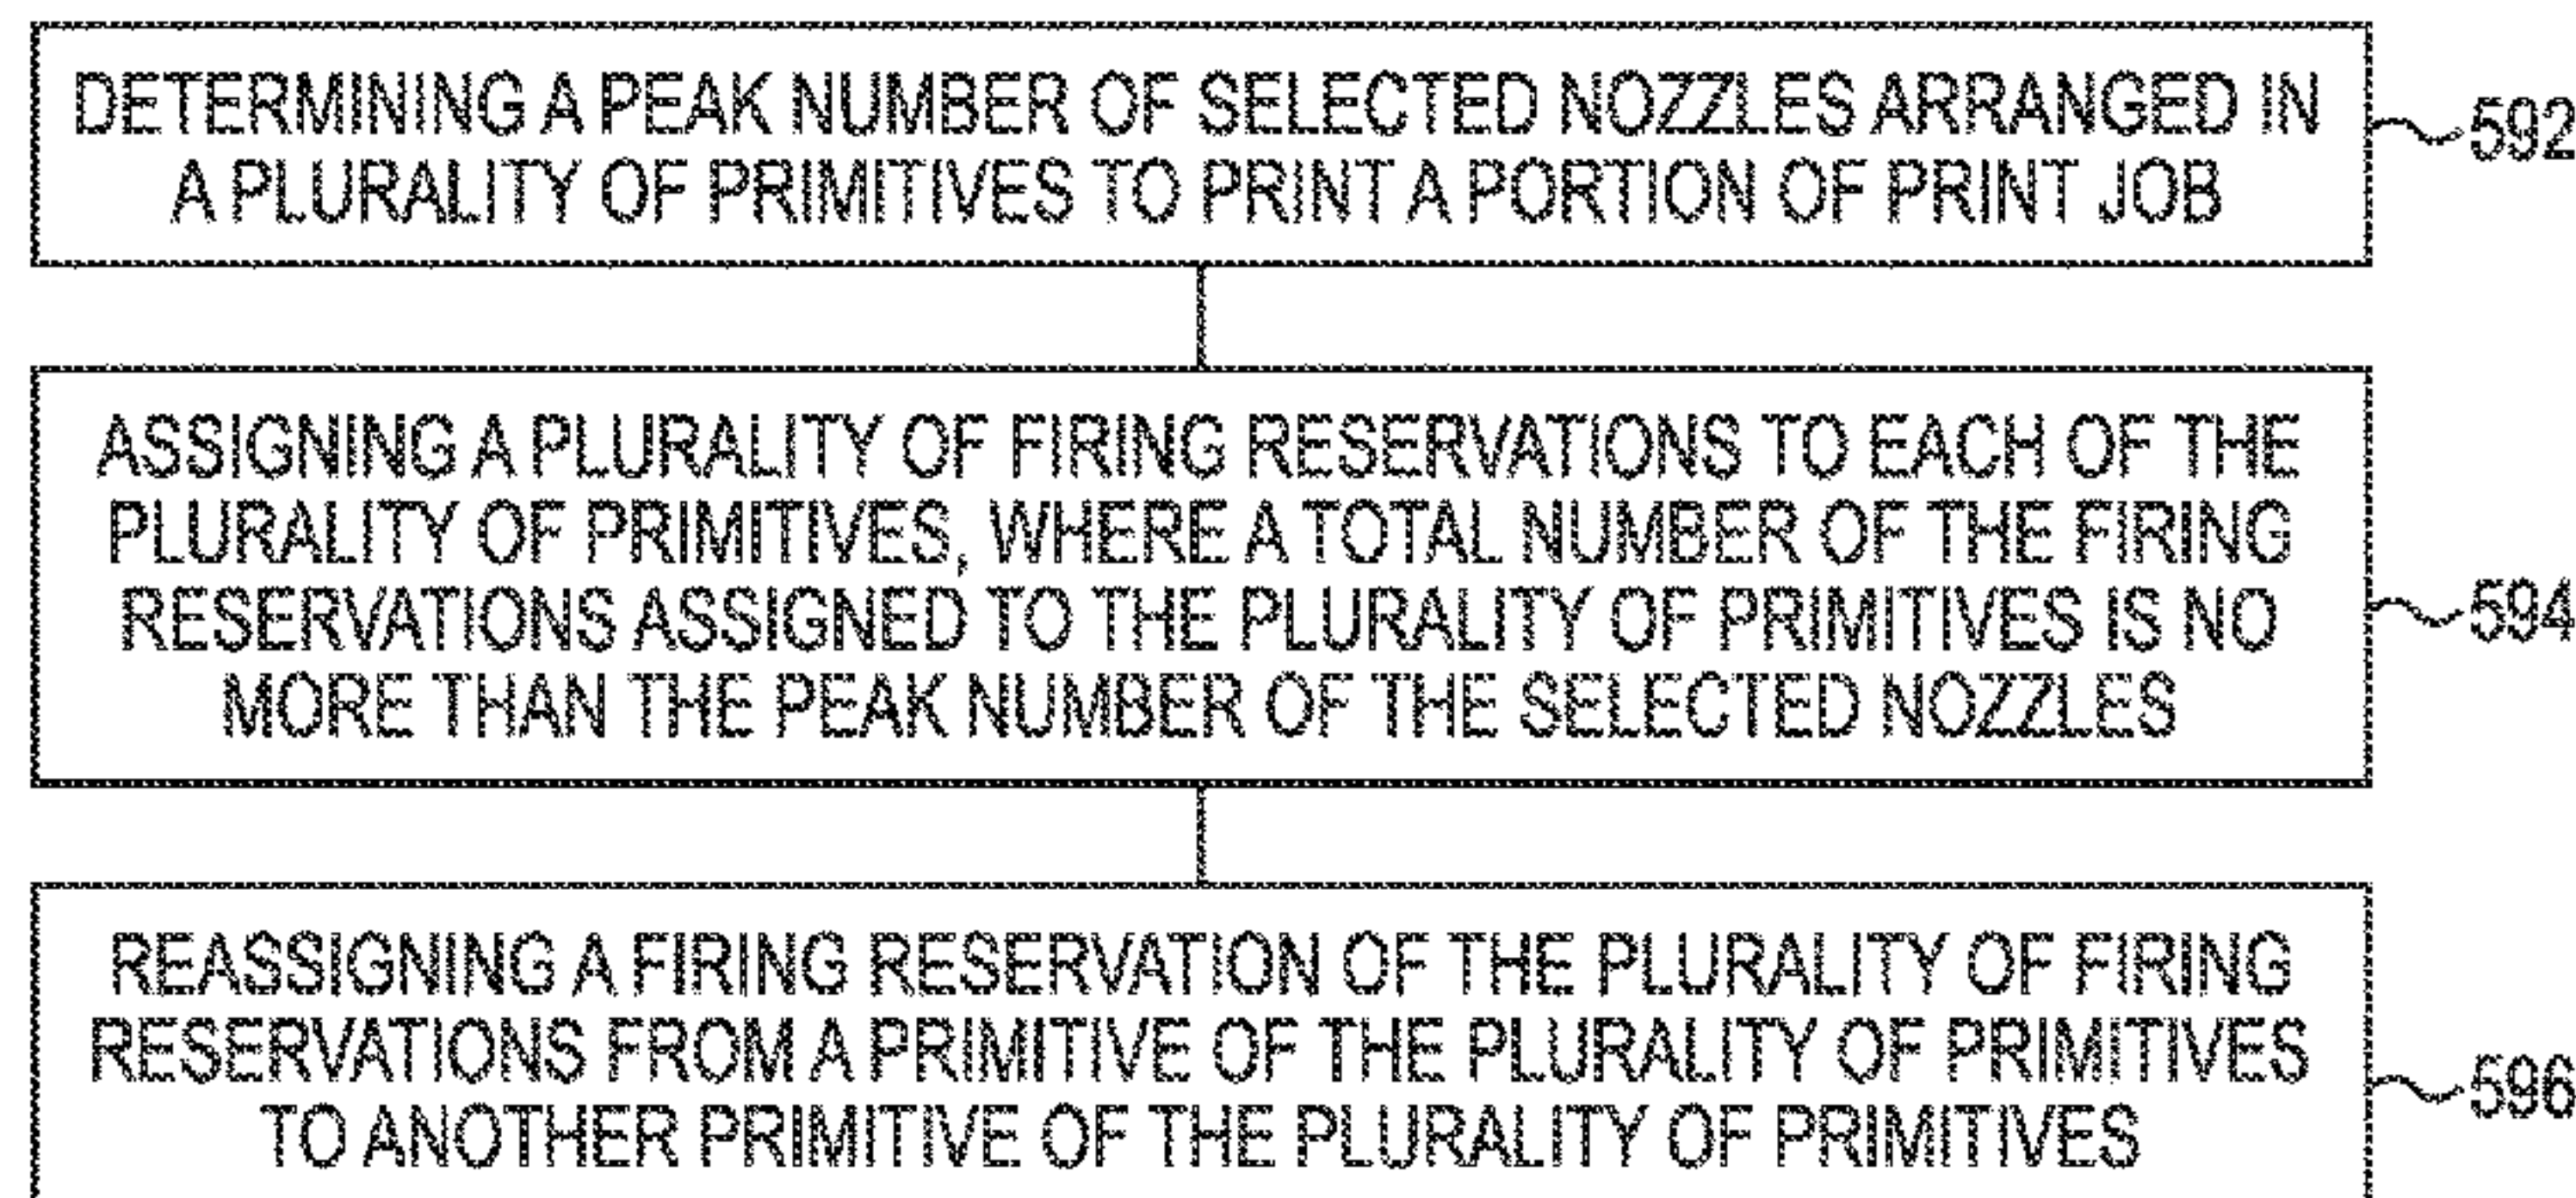 DETERMINING A PEAK NUMBER OF SELECTED NOZZLES ARRANGED IN
A PLURALITY OF PRIMITIVES TO PRINT A PORTION OF PRINT JOB
592
ASSIGNING A PLURALITY OF FIRING RESERVATIONS TO EACH OF THE
PLURALITY OF PRIMITIVES, WHERE A TOTAL NUMBER OF THE FIRING
RESERVATIONS ASSIGNED TO THE PLURALITY OF PRIMITIVES IS NO
MORE THAN THE PEAK NUMBER OF THE SELECTED NOZZLES
594
REASSIGNING A FIRING RESERVATION OF THE PLURALITY OF FIRING
RESERVATIONS FROM A PRIMITIVE OF THE PLURALITY OF PRIMITIVES
TO ANOTHER PRIMITIVE OF THE PLURALITY OF PRIMITIVES
596